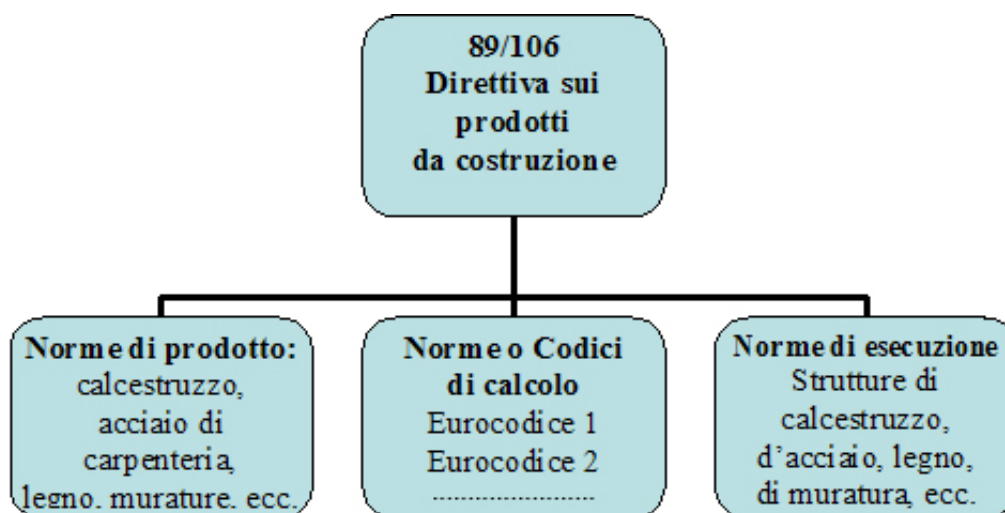 89/106
Direttiva sui
prodotti
da costruzione
Norme di prodotto:
calcestruzzo,
acciaio di
carpenteria,
legno, murature, ecc.
Norme o Codici
di calcolo
Eurocodice 1
Eurocodice 2
........................
Norme di esecuzione
Strutture di
calcestruzzo,
d'acciaio, legno,
di muratura, ecc.